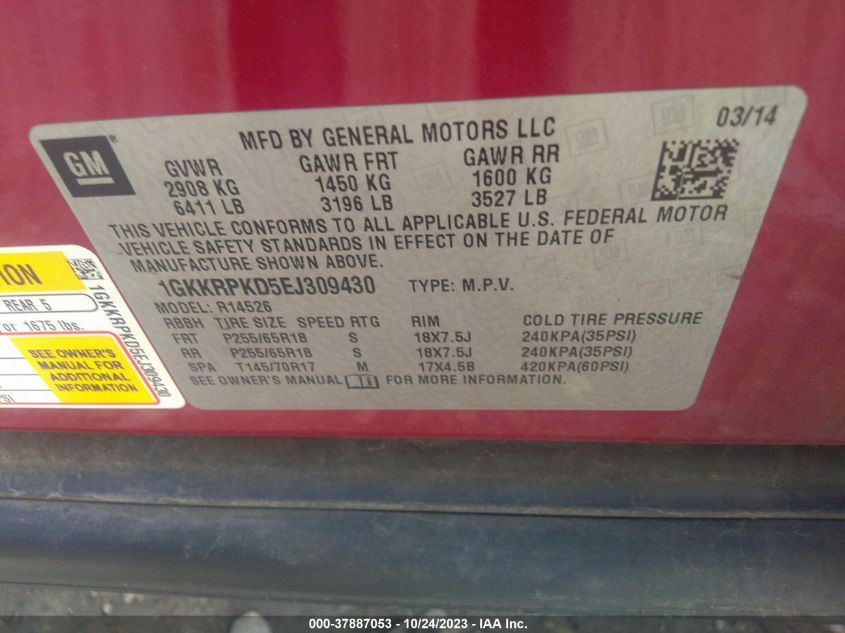 GM
MFD BY GENERAL MOTORS LLC
03/14
GVWR GAWR FRT GAWR RR
2908 KG 1450 KG 1600 KG
6411 LB 3196 LB 3527 LB
THIS VEHICLE CONFORMS TO ALL APPLICABLE U.S. FEDERAL MOTOR
VEHICLE SAFETY STANDARDS IN EFFECT ON THE DATE OF
MANUFACTURE SHOWN ABOVE.
1GKKRPKD5EJ309430 TYPE: M.P.V.
MODEL: R14526
RBBH TIRE SIZE SPEED RTG RIM COLD TIRE PRESSURE
FRT P255/65R18 S 18X7.5J 240KPA(35PSI)
RR P255/65R18 S 18X7.5J 240KPA(35PSI)
SPA T145/70R17 M 17X4.5B 420KPA(60PSI)
SEE OWNER'S MANUAL FOR MORE INFORMATION.
REAR 5
or 1675 lbs.
SEE OWNER'S
MANUAL FOR
ADDITIONAL
INFORMATION
1GKKRPKD5EJ309430
000-37887053 - 10/24/2023 - IAA Inc.